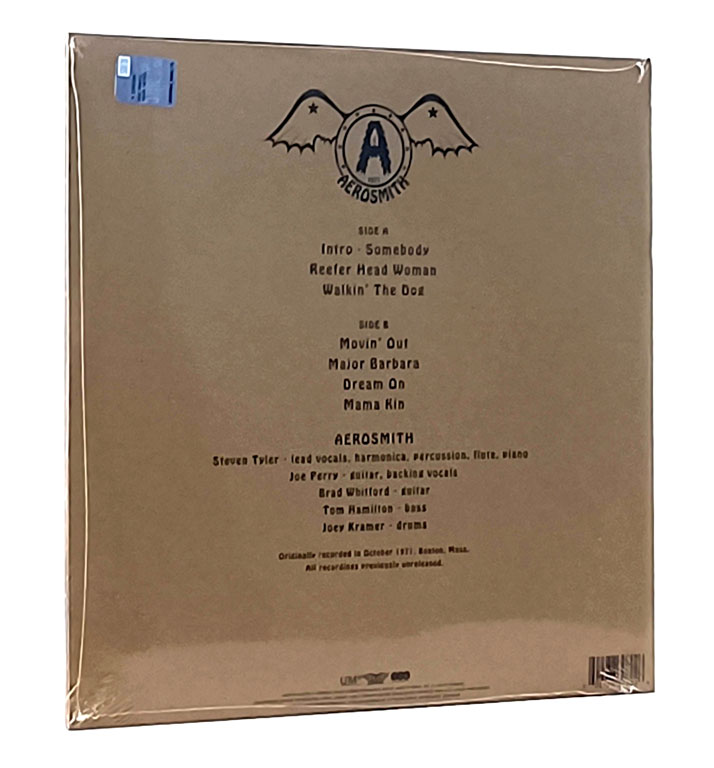 A
AEROSMITH
SIDE A
Intro - Somebody
Reefer Head Woman
Walkin' The Dog
SIDE B
Movin' Out
Major Barbara
Dream On
Mama Kin
AEROSMITH
Steven Tyler - lead vocals, harmonica, percussion, flute, piano
Joe Perry - guitar, backing vocals
Brad Whitford - guitar
Tom Hamilton - bass
Joey Kramer - drums
Originally recorded in October 1971, Boston, Mass.
All recordings previously unreleased.